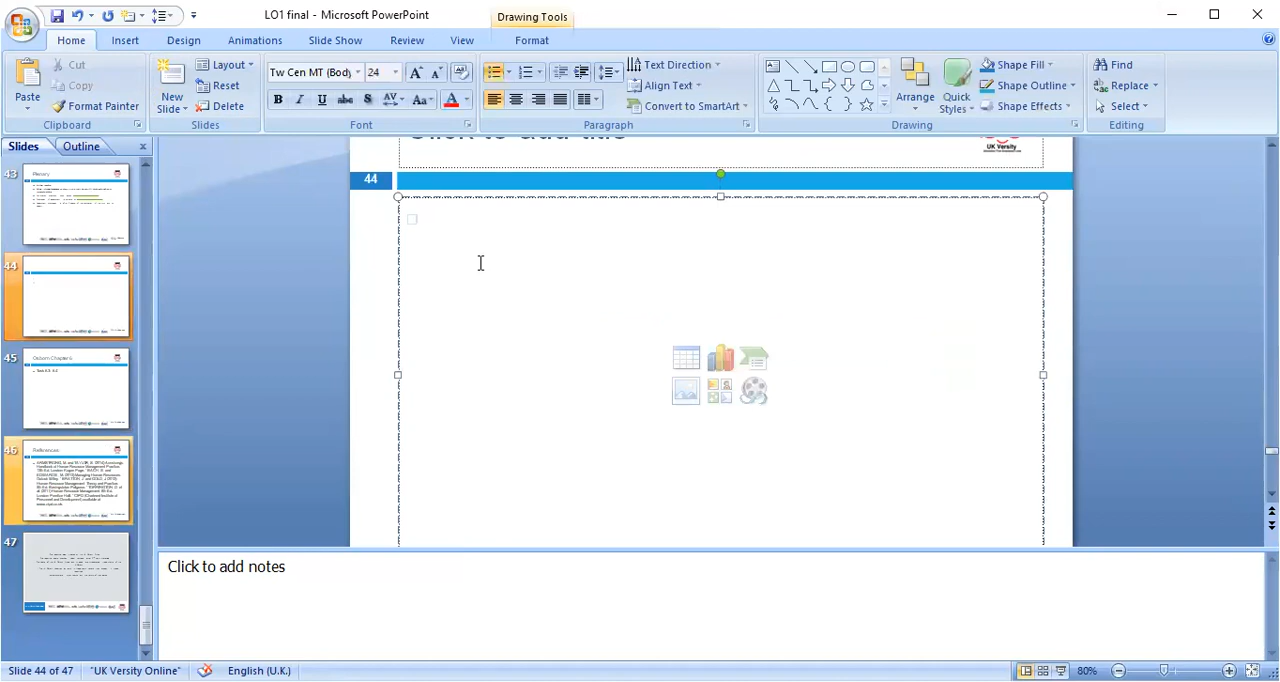 LO1 final - Microsoft PowerPoint
Drawing Tools
Home
Insert
Design
Animations
Slide Show
Review
View
Format
Paste
Cut
Copy
Format Painter
Clipboard
New
Slide
Layout
Reset
Delete
Slides
Tw Cen MT (Body
24
Font
Text Direction
Align Text
Convert to SmartArt
Paragraph
Arrange
Quick
Styles
Shape Fill
Shape Outline
Shape Effects
Drawing
Find
Replace
Select
Editing
Slides
Outline
43
Plenary
44
45
Osborn Chapter 6
46
References
47
Click to add title
UK Versity
44
Click to add notes
Slide 44 of 47
"UK Versity Online"
English (U.K.)
80%